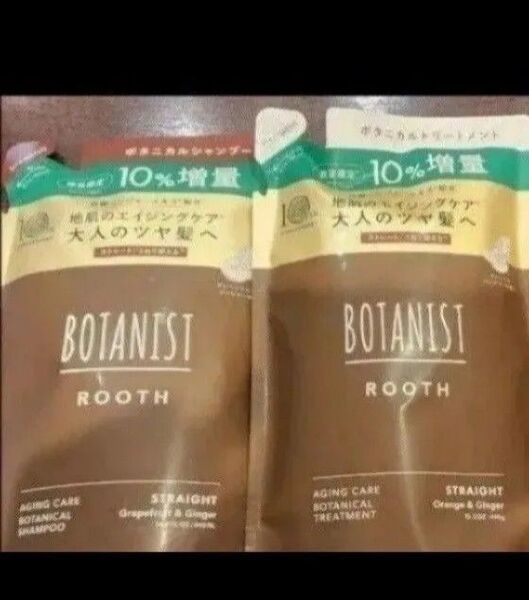 ボタニカルシャンプー
10%増量
地肌のエイジングケア
大人のツヤ髪へ
BOTANIST
ROOTH
AGING CARE
BOTANICAL
SHAMPOO
STRAIGHT
Grapefruit & Ginger
ボタニカルトリートメント
数量限定
10%増量
地肌のエイジングケア
大人のツヤ髪へ
BOTANIST
ROOTH
AGING CARE
BOTANICAL
TREATMENT
STRAIGHT
Orange & Ginger